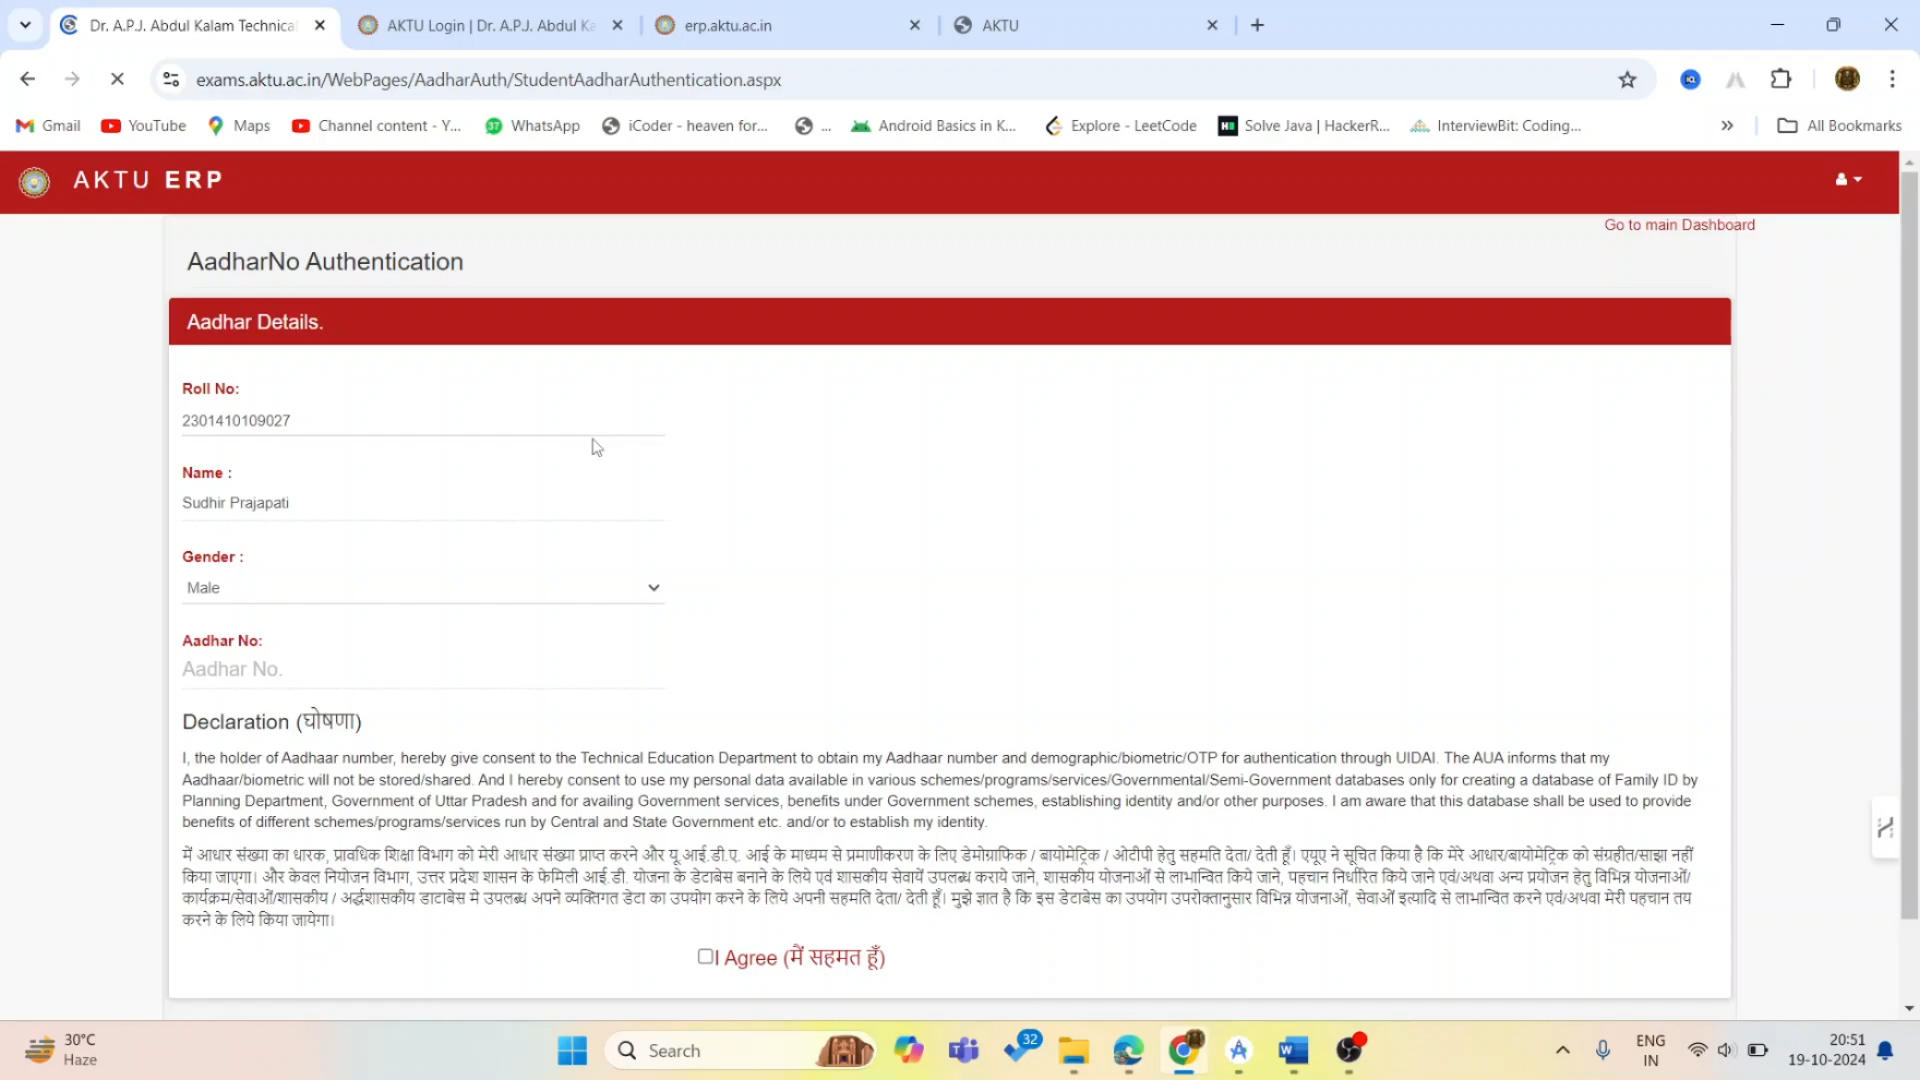 Dr. A.P.J. Abdul Kalam Technical
AKTU Login | Dr. A.P.J. Abdul Ka
erp.aktu.ac.in
AKTU
exams.aktu.ac.in/WebPages/AadharAuth/StudentAadharAuthentication.aspx
Gmail
YouTube
Maps
Channel content - Y...
WhatsApp
iCoder - heaven for...
...
Android Basics in K...
Explore - LeetCode
Solve Java | HackerR...
InterviewBit: Coding...
All Bookmarks
AKTU ERP
Go to main Dashboard
AadharNo Authentication
Aadhar Details.
Roll No:
2301410109027
Name :
Sudhir Prajapati
Gender :
Male
Aadhar No:
Aadhar No.
Declaration (घोषणा)
I, the holder of Aadhaar number, hereby give consent to the Technical Education Department to obtain my Aadhaar number and demographic/biometric/OTP for authentication through UIDAI. The AUA informs that my
Aadhaar/biometric will not be stored/shared. And I hereby consent to use my personal data available in various schemes/programs/services/Governmental/Semi-Government databases only for creating a database of Family ID by
Planning Department, Government of Uttar Pradesh and for availing Government services, benefits under Government schemes, establishing identity and/or other purposes. I am aware that this database shall be used to provide
benefits of different schemes/programs/services run by Central and State Government etc. and/or to establish my identity.
में आधार संख्या का धारक, प्रावधिक शिक्षा विभाग को मेरी आधार संख्या प्राप्त करने और यू.आई.डी.ए. आई के माध्यम से प्रमाणीकरण के लिए डेमोग्राफिक / बायोमेट्रिक / ओटीपी हेतु सहमति देता/ देती हूँ। एयूए ने सूचित किया है कि मेरे आधार/बायोमेट्रिक को संग्रहीत/साझा नहीं
किया जाएगा। और केवल नियोजन विभाग, उत्तर प्रदेश शासन के फेमिली आई.डी. योजना के डेटाबेस बनाने के लिये एवं शासकीय सेवायें उपलब्ध कराये जाने, शासकीय योजनाओं से लाभान्वित किये जाने, पहचान निर्धारित किये जाने एवं/अथवा अन्य प्रयोजन हेतु विभिन्न योजनाओं/
कार्यक्रम/सेवाओं/शासकीय / अर्द्धशासकीय डाटाबेस मे उपलब्ध अपने व्यक्तिगत डेटा का उपयोग करने के लिये अपनी सहमति देता/ देती हूँ। मुझे ज्ञात है कि इस डेटाबेस का उपयोग उपरोक्तानुसार विभिन्न योजनाओं, सेवाओं इत्यादि से लाभान्वित करने एवं/अथवा मेरी पहचान तय
करने के लिये किया जायेगा।
I Agree (मैं सहमत हूँ)
30°C
Haze
Search
32
ENG
IN
20:51
19-10-2024